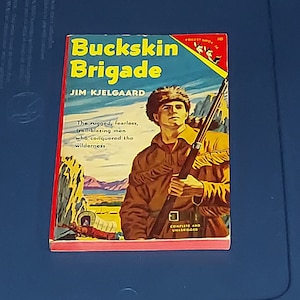 Buckskin
Brigade
JIM KJELGAARD
The rugged, fearless,
trail-blazing men
who conquered the
wilderness
COMPLETE AND
UNABRIDGED